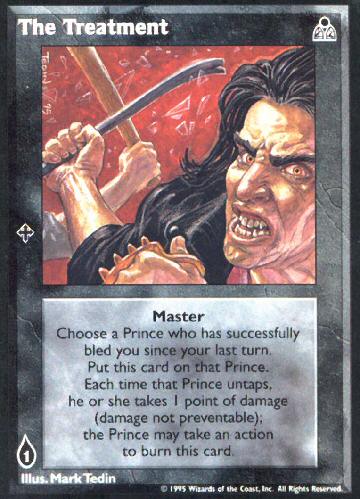 The Treatment
TEDIN
'95
Master
Choose a Prince who has successfully
bled you since your last turn.
Put this card on that Prince.
Each time that Prince untaps,
he or she takes 1 point of damage
(damage not preventable);
the Prince may take an action
to burn this card.
1
Illus. Mark Tedin
© 1995 Wizards of the Coast, Inc. All Rights Reserved.